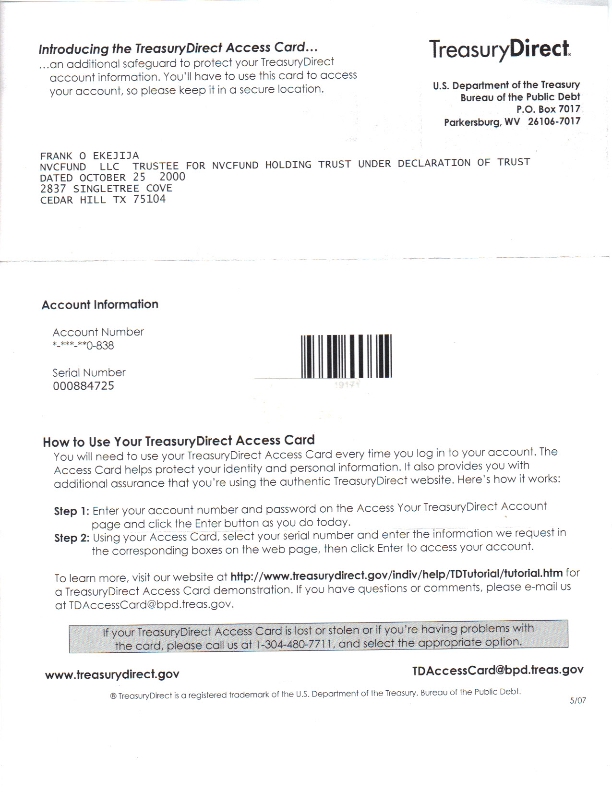 Introducing the TreasuryDirect Access Card...
...an additional safeguard to protect your TreasuryDirect
account information. You'll have to use this card to access
your account, so please keep it in a secure location.
TreasuryDirect®
U.S. Department of the Treasury
Bureau of the Public Debt
P.O. Box 7017
Parkersburg, WV 26106-7017
FRANK O EKEJIJA
NVCFUND LLC TRUSTEE FOR NVCFUND HOLDING TRUST UNDER DECLARATION OF TRUST
DATED OCTOBER 25 2000
2837 SINGLETREE COVE
CEDAR HILL TX 75104
Account Information
Account Number
*-***-**0-838
Serial Number
000884725
How to Use Your TreasuryDirect Access Card
You will need to use your TreasuryDirect Access Card every time you log in to your account. The
Access Card helps protect your identity and personal information. It also provides you with
additional assurance that you're using the authentic TreasuryDirect website. Here's how it works:
Step 1: Enter your account number and password on the Access Your TreasuryDirect Account
page and click the Enter button as you do today.
Step 2: Using your Access Card, select your serial number and enter the information we request in
the corresponding boxes on the web page, then click Enter to access your account.
To learn more, visit our website at http://www.treasurydirect.gov/indiv/help/TDTutorial/tutorial.htm for
a TreasuryDirect Access Card demonstration. If you have questions or comments, please e-mail us
at TDAccessCard@bpd.treas.gov.
If your TreasuryDirect Access Card is lost or stolen or if you're having problems with
the card, please call us at 1-304-480-7711, and select the appropriate option.
www.treasurydirect.gov
TDAccessCard@bpd.treas.gov
® TreasuryDirect is a registered trademark of the U.S. Department of the Treasury, Bureau of the Public Debt.
5/07